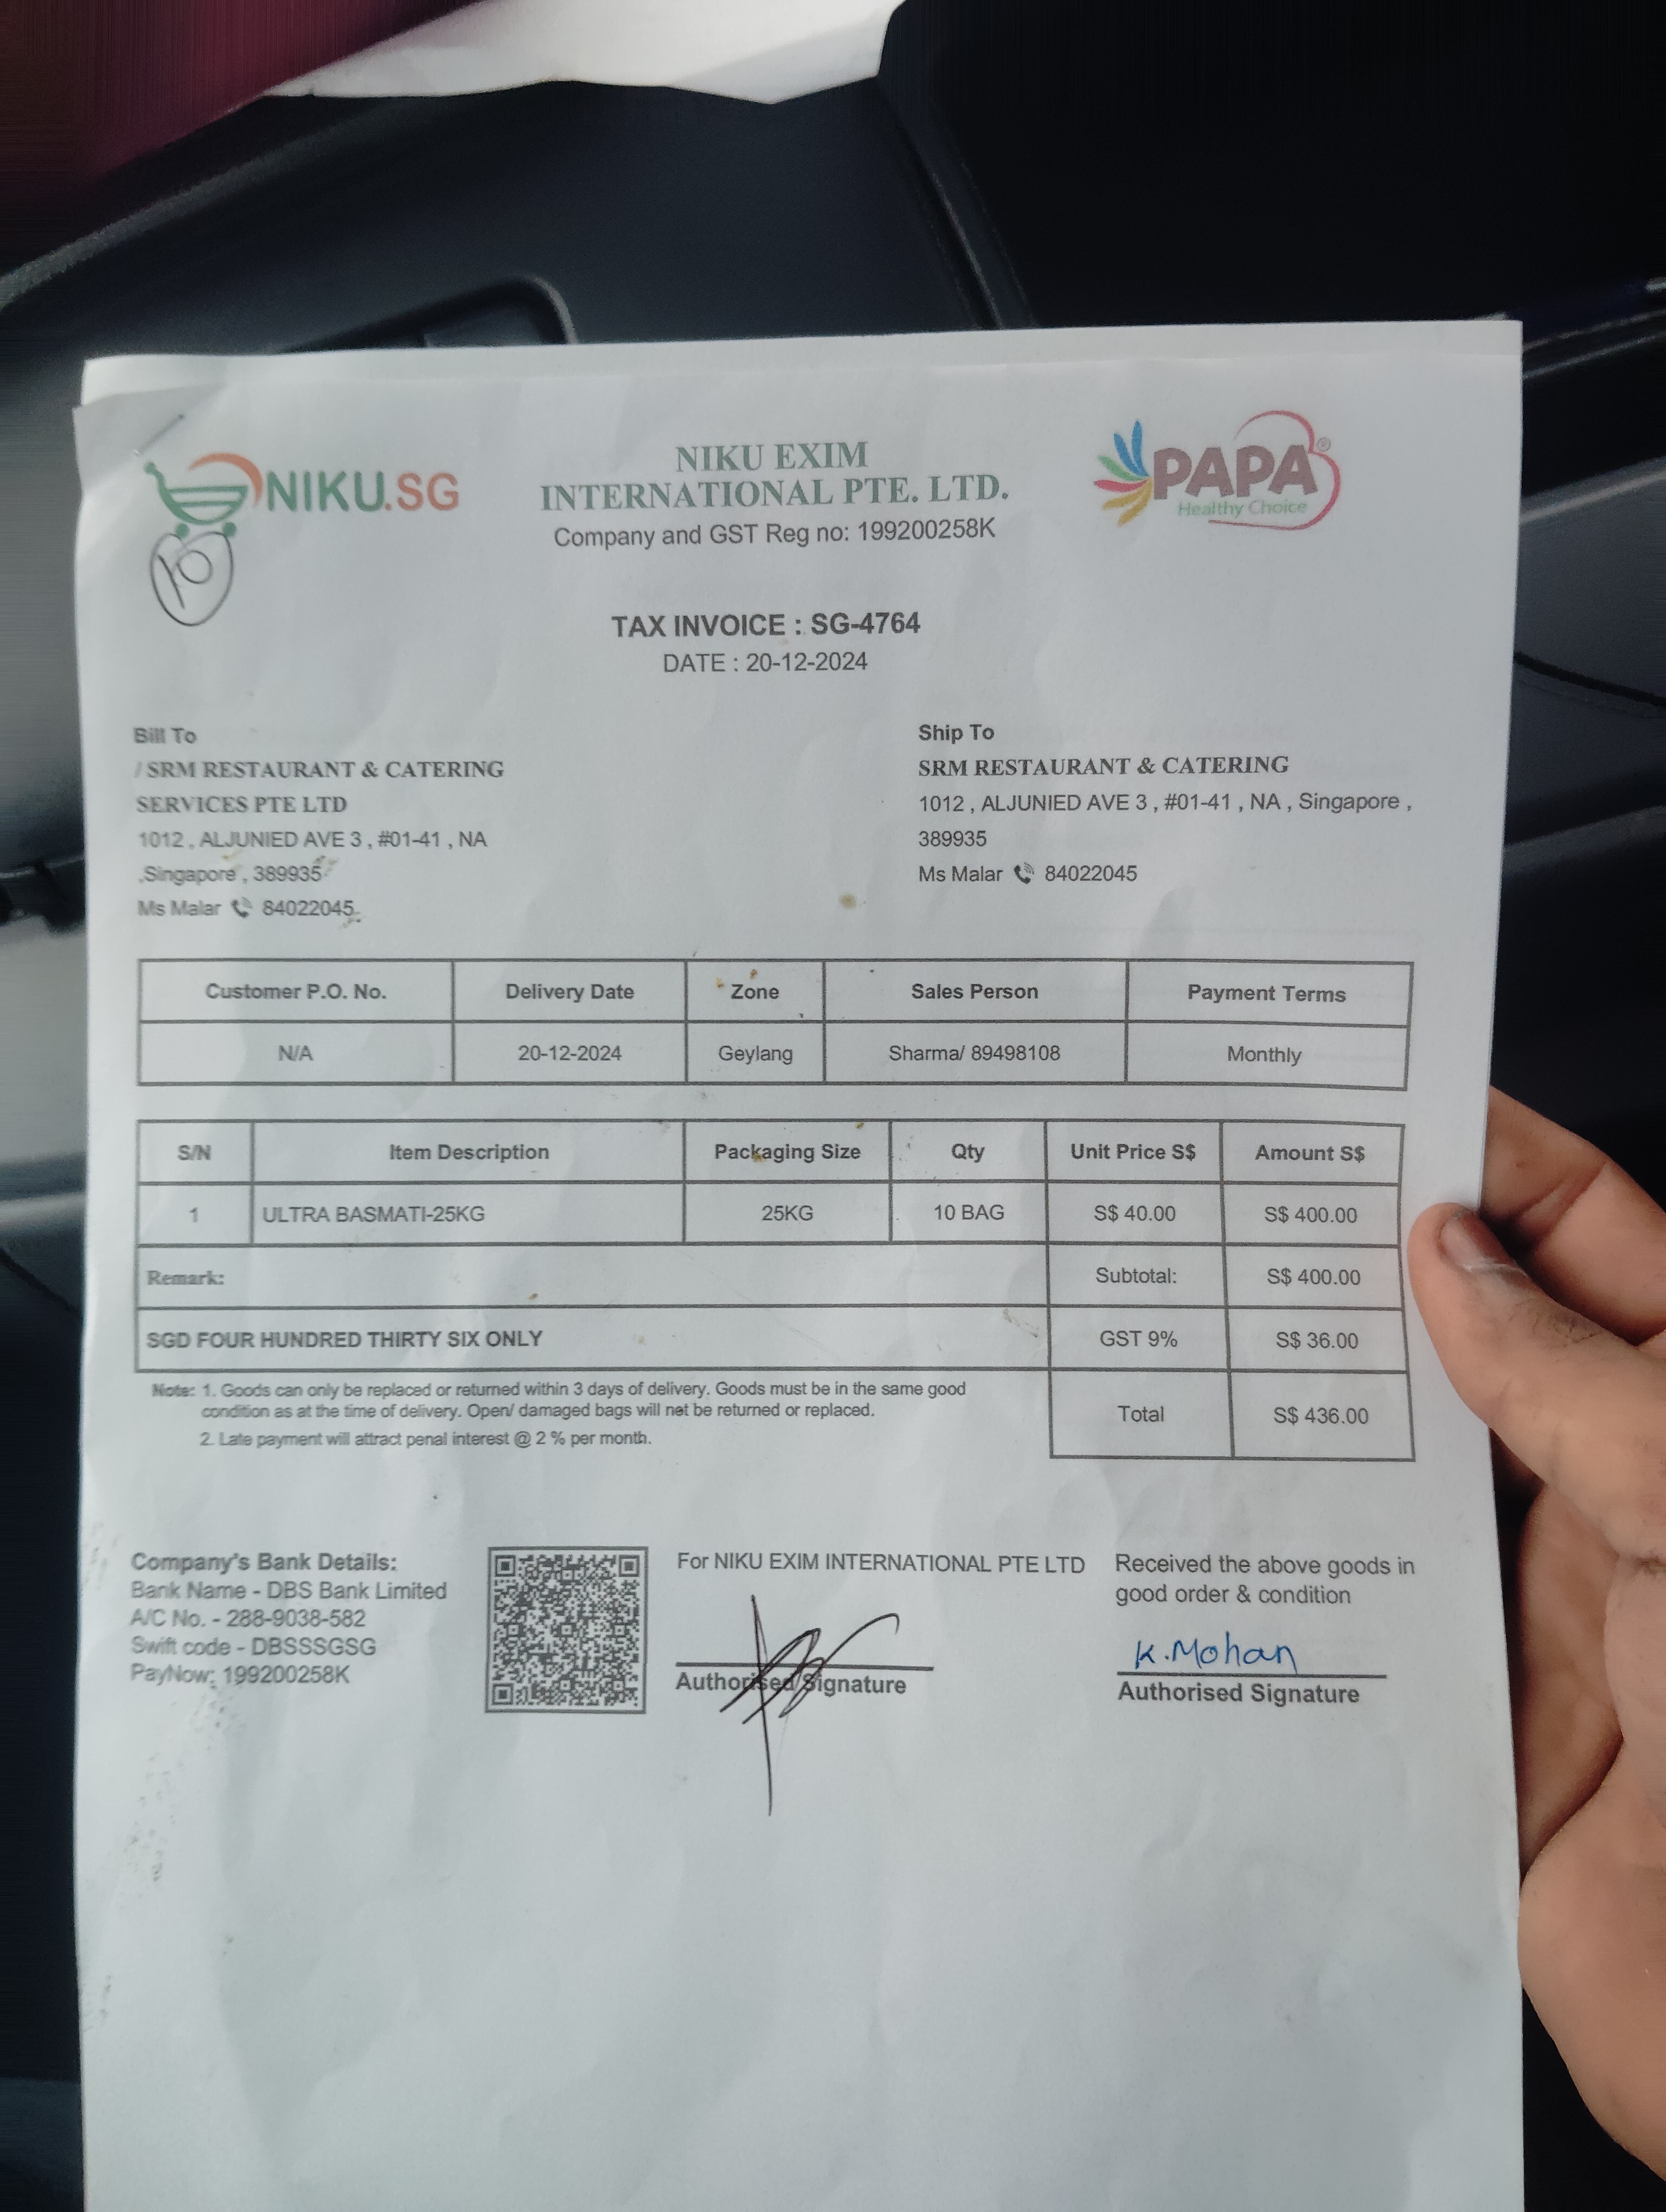 NIKU.SG
NIKU EXIM
INTERNATIONAL PTE. LTD.
Company and GST Reg no: 199200258K
PAPA®
Healthy Choice
10
TAX INVOICE : SG-4764
DATE : 20-12-2024
Bill To
/ SRM RESTAURANT & CATERING
SERVICES PTE LTD
1012 , ALJUNIED AVE 3 , #01-41 , NA
,Singapore , 389935
Ms Malar 84022045
Ship To
SRM RESTAURANT & CATERING
1012 , ALJUNIED AVE 3 , #01-41 , NA , Singapore ,
389935
Ms Malar 84022045
Customer P.O. No. Delivery Date Zone Sales Person Payment Terms
N/A 20-12-2024 Geylang Sharma/ 89498108 Monthly
S/N Item Description Packaging Size Qty Unit Price S$ Amount S$
1 ULTRA BASMATI-25KG 25KG 10 BAG S$ 40.00 S$ 400.00
Remark: Subtotal: S$ 400.00
SGD FOUR HUNDRED THIRTY SIX ONLY GST 9% S$ 36.00
Total S$ 436.00
Note: 1. Goods can only be replaced or returned within 3 days of delivery. Goods must be in the same good
condition as at the time of delivery. Open/ damaged bags will not be returned or replaced.
2. Late payment will attract penal interest @ 2 % per month.
Company's Bank Details:
Bank Name - DBS Bank Limited
A/C No. - 288-9038-582
Swift code - DBSSSGSG
PayNow: 199200258K
For NIKU EXIM INTERNATIONAL PTE LTD
Authorised Signature
Received the above goods in
good order & condition
K.Mohan
Authorised Signature